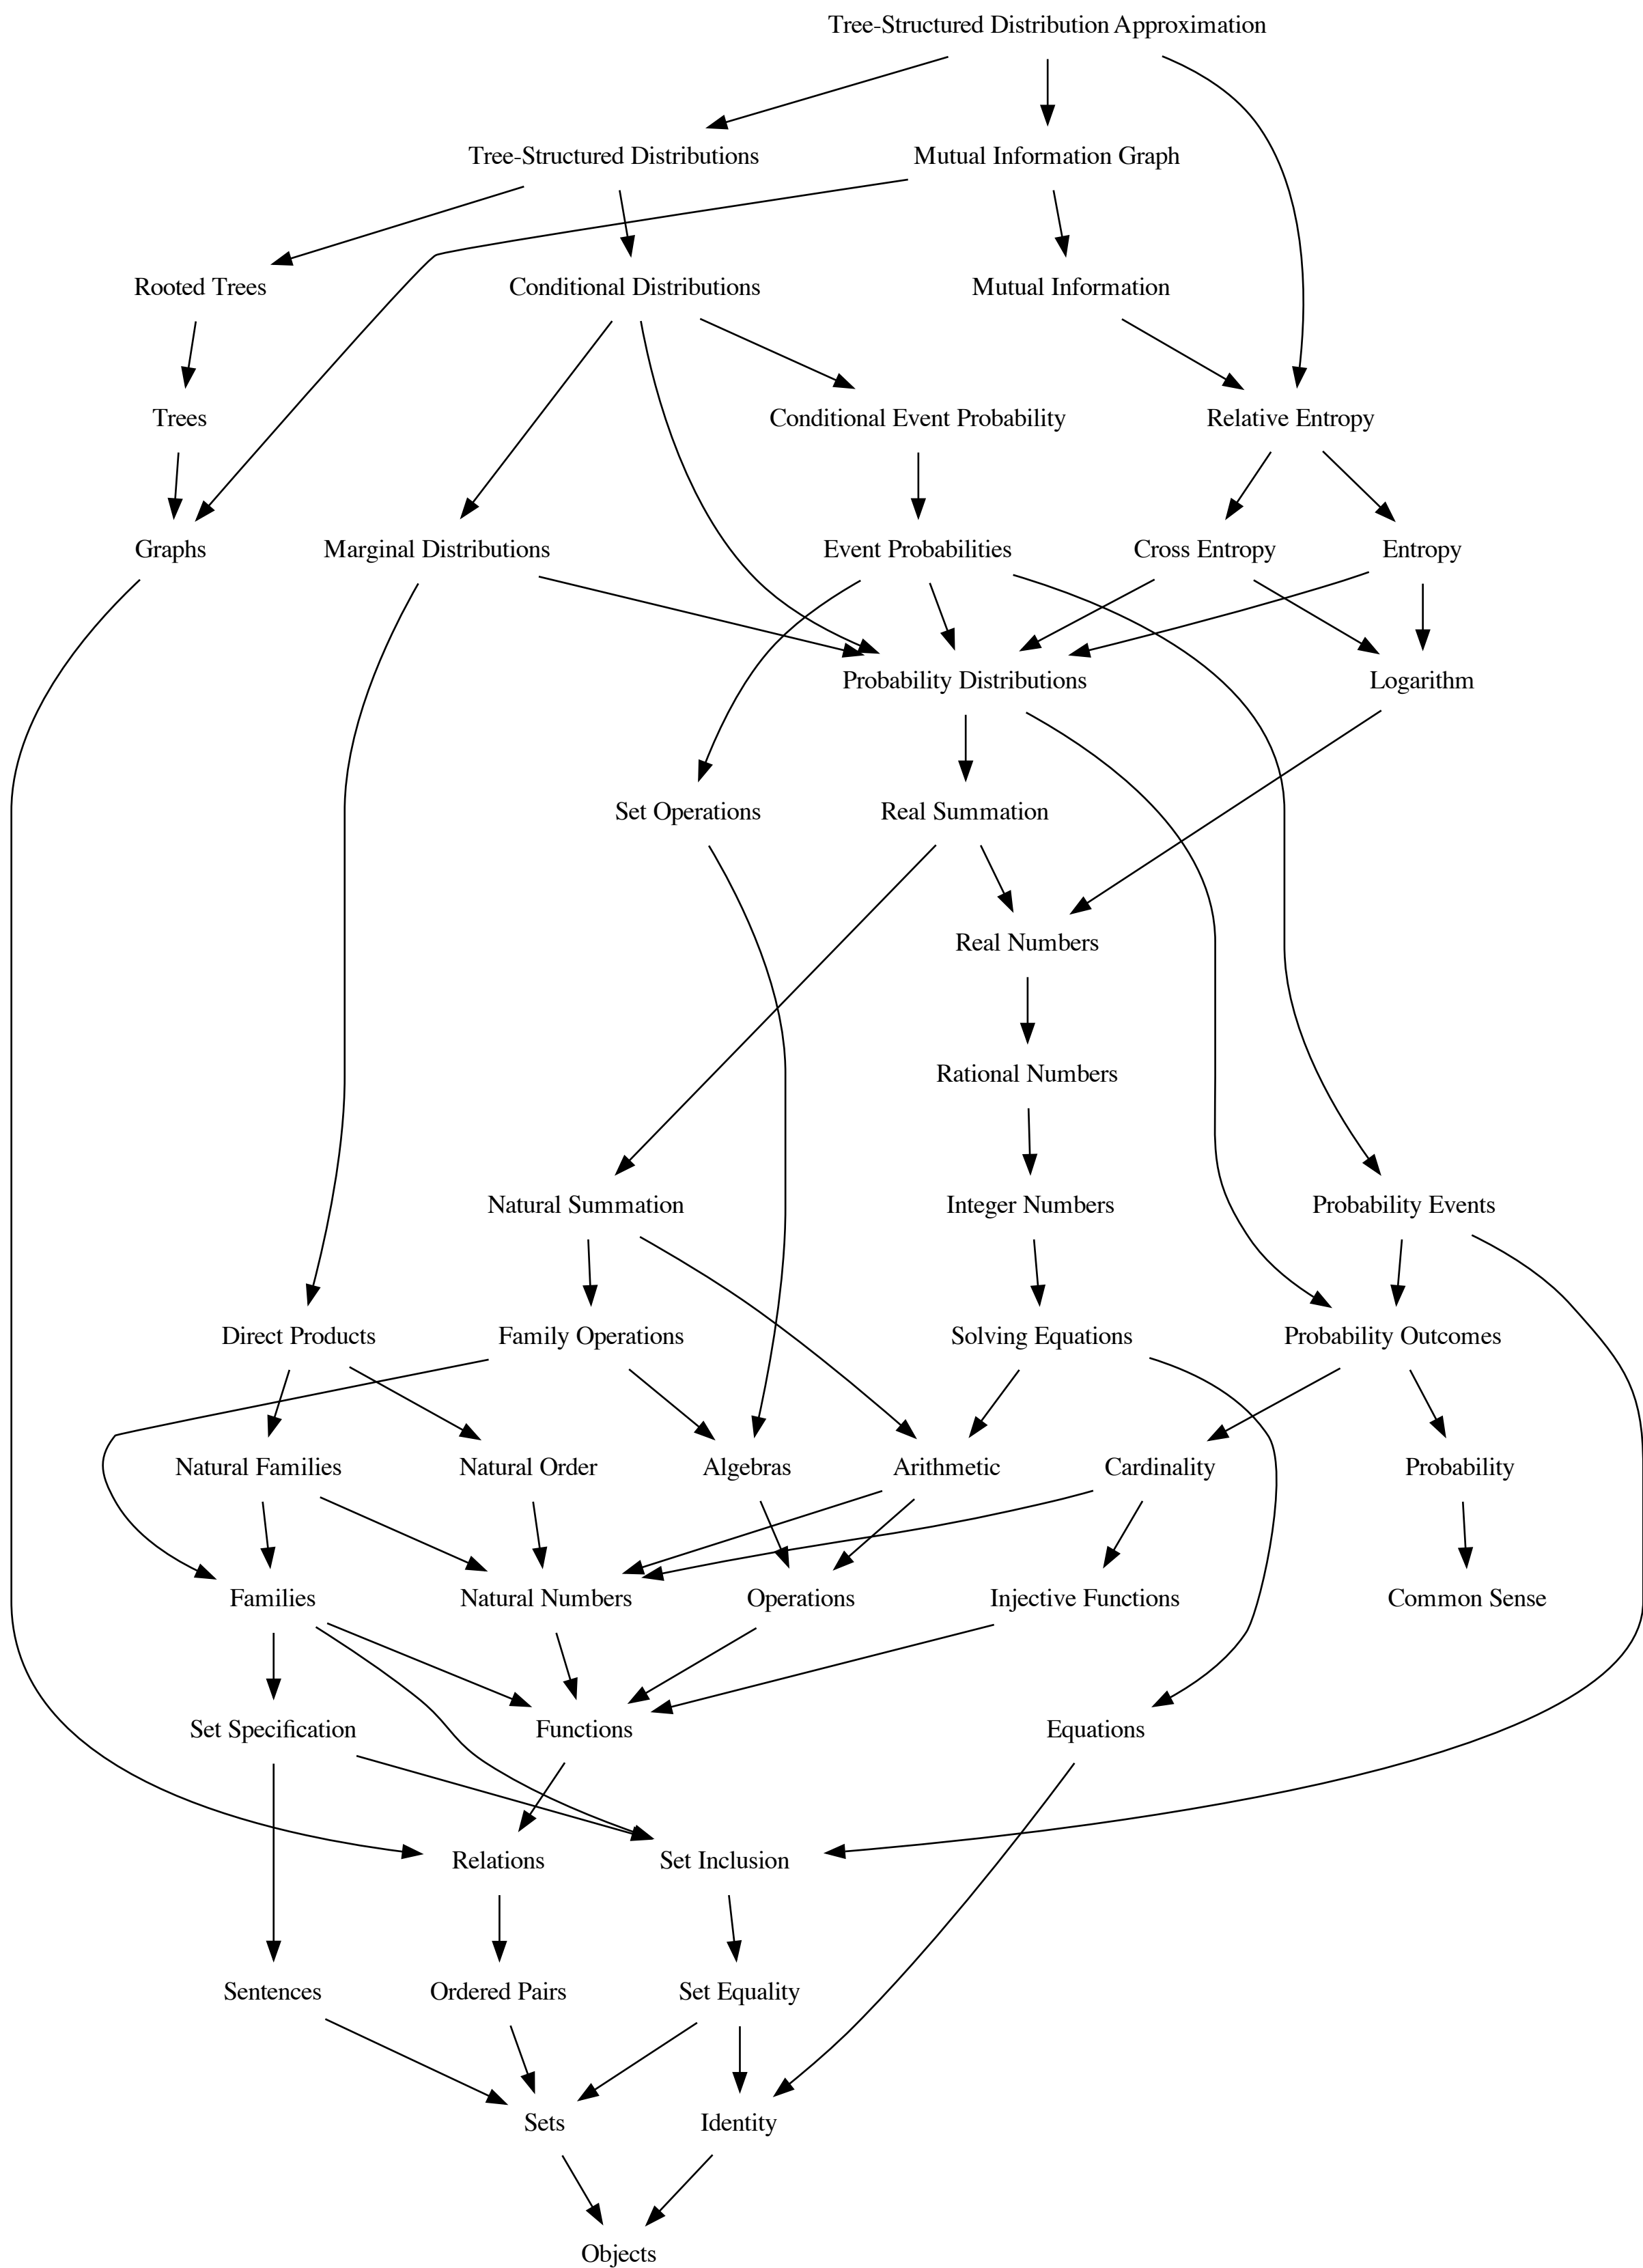 Tree-Structured Distribution Approximation
Tree-Structured Distributions
Mutual Information Graph
Rooted Trees
Conditional Distributions
Mutual Information
Trees
Conditional Event Probability
Relative Entropy
Graphs
Marginal Distributions
Event Probabilities
Cross Entropy
Entropy
Probability Distributions
Logarithm
Set Operations
Real Summation
Real Numbers
Rational Numbers
Natural Summation
Integer Numbers
Probability Events
Direct Products
Family Operations
Solving Equations
Probability Outcomes
Natural Families
Natural Order
Algebras
Arithmetic
Cardinality
Probability
Families
Natural Numbers
Operations
Injective Functions
Common Sense
Set Specification
Functions
Equations
Relations
Set Inclusion
Sentences
Ordered Pairs
Set Equality
Sets
Identity
Objects